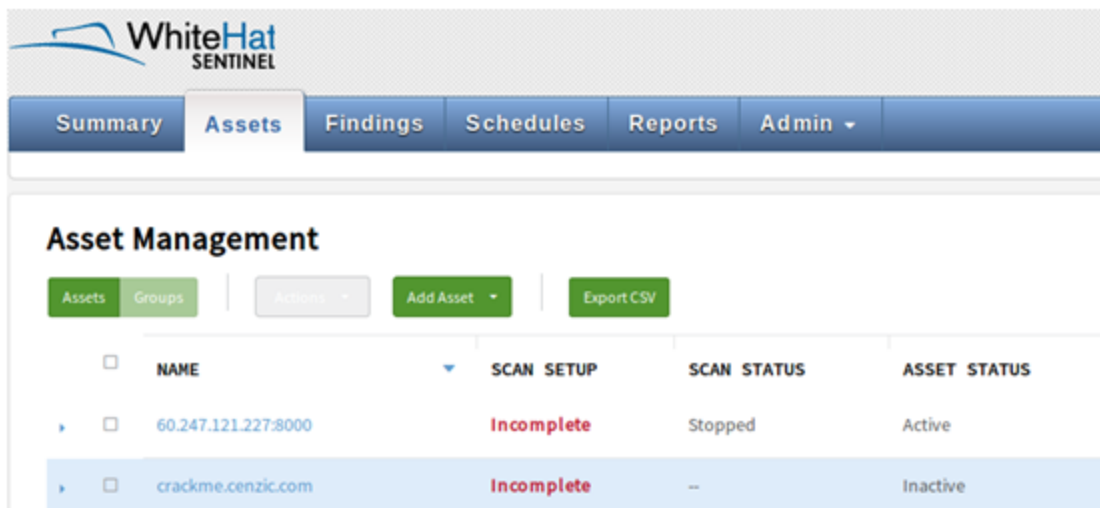 WhiteHat
SENTINEL
Summary Assets Findings Schedules Reports Admin
Asset Management
Assets Groups Actions Add Asset Export CSV
NAME SCAN SETUP SCAN STATUS ASSET STATUS
60.247.121.227:8000 Incomplete Stopped Active
crackme.cenzic.com Incomplete -- Inactive